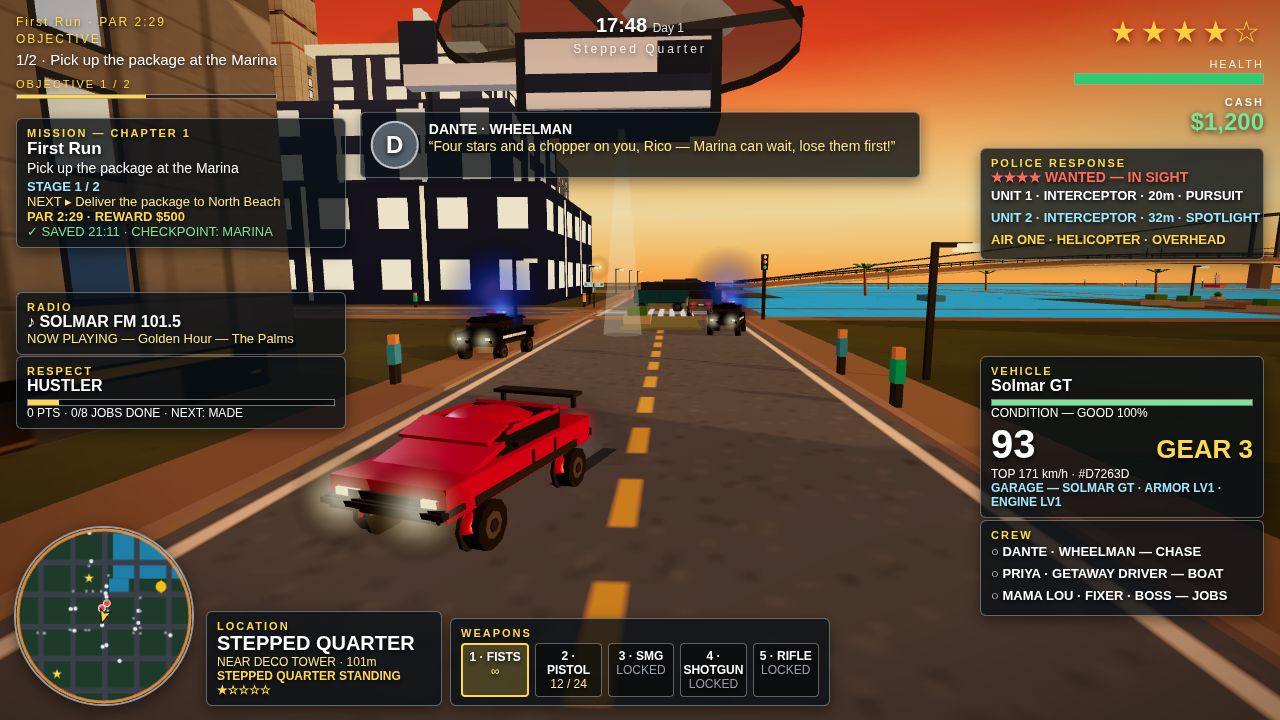 First Run · PAR 2:29
OBJECTIVE
1/2 · Pick up the package at the Marina
OBJECTIVE 1 / 2
17:48 Day 1
Stepped Quarter
★★★★☆
HEALTH
CASH
$1,200
MISSION — CHAPTER 1
First Run
Pick up the package at the Marina
STAGE 1 / 2
NEXT ▸ Deliver the package to North Beach
PAR 2:29 · REWARD $500
✓ SAVED 21:11 · CHECKPOINT: MARINA
D
DANTE · WHEELMAN
“Four stars and a chopper on you, Rico — Marina can wait, lose them first!”
POLICE RESPONSE
★★★★ WANTED — IN SIGHT
UNIT 1 · INTERCEPTOR · 20m · PURSUIT
UNIT 2 · INTERCEPTOR · 32m · SPOTLIGHT
AIR ONE · HELICOPTER · OVERHEAD
RADIO
♪ SOLMAR FM 101.5
NOW PLAYING — Golden Hour — The Palms
RESPECT
HUSTLER
0 PTS · 0/8 JOBS DONE · NEXT: MADE
VEHICLE
Solmar GT
CONDITION — GOOD 100%
93 GEAR 3
TOP 171 km/h · #D7263D
GARAGE — SOLMAR GT · ARMOR LV1 ·
ENGINE LV1
CREW
○ DANTE · WHEELMAN — CHASE
○ PRIYA · GETAWAY DRIVER — BOAT
○ MAMA LOU · FIXER · BOSS — JOBS
LOCATION
STEPPED QUARTER
NEAR DECO TOWER · 101m
STEPPED QUARTER STANDING
★☆☆☆☆
WEAPONS
1 · FISTS
∞
2 ·
PISTOL
12 / 24
3 · SMG
LOCKED
4 ·
SHOTGUN
LOCKED
5 · RIFLE
LOCKED